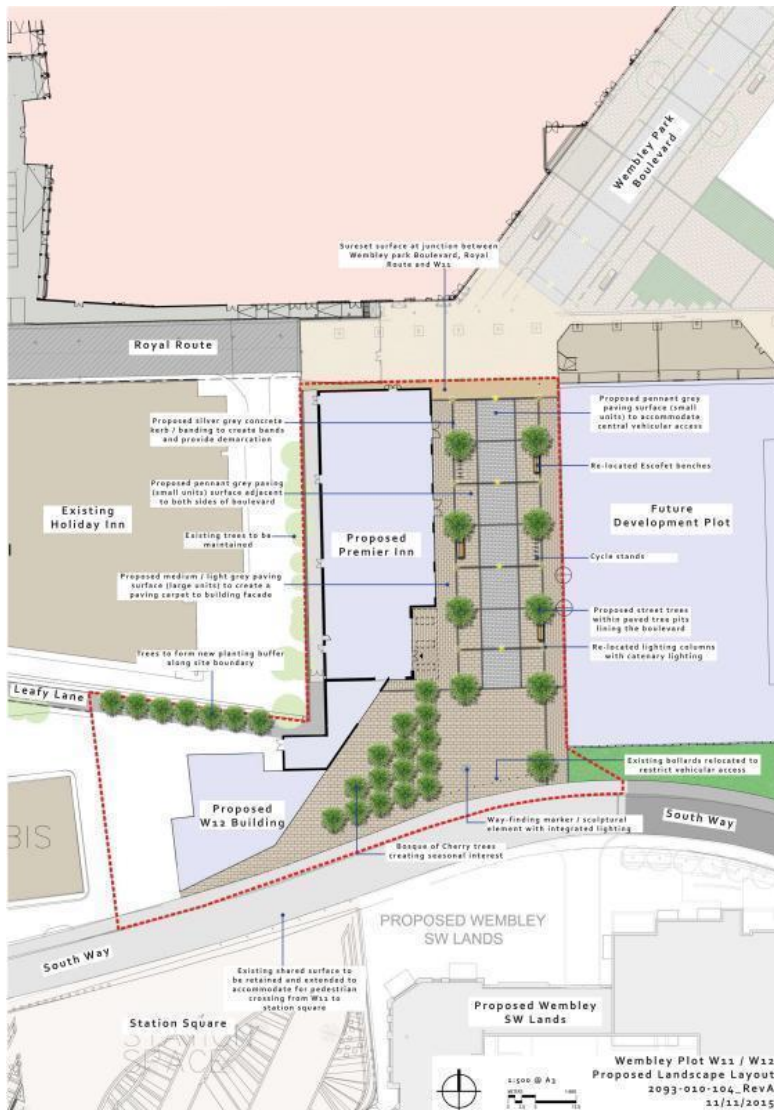 Wembley Park
Boulevard
Sureset surface at junction between
Wembley park Boulevard, Royal
Route and W11
Royal Route
Proposed silver grey concrete
kerb / banding to create bands
and provide demarcation
Proposed pennant grey
paving surface (small
units) to accommodate
central vehicular access
Re-located Escofet benches
Proposed pennant grey paving
(small units) surface adjacent
to both sides of boulevard
Existing
Holiday Inn
Existing trees to be
maintained
Proposed
Premier Inn
Future
Development Plot
Cycle stands
Proposed medium / light grey paving
surface (large units) to create a
paving carpet to building facade
Proposed street trees
within paved tree pits
lining the boulevard
Trees to form new planting buffer
along site boundary
Re-located lighting columns
with catenary lighting
Leafy Lane
Existing bollards relocated to
restrict vehicular access
Proposed
W12 Building
Way-finding marker / sculptural
element with integrated lighting
South Way
IBIS
Bosque of Cherry trees
creating seasonal interest
PROPOSED WEMBLEY
SW LANDS
South Way
Existing shared surface to
be retained and extended to
accommodate for pedestrian
crossing from W11 to
station square
Station Square
STATION
SPACE
Proposed Wembley
SW Lands
Wembley Plot W11 / W12
Proposed Landscape Layout
2093-010-104_RevA
11/11/2015
1:500 @ A3